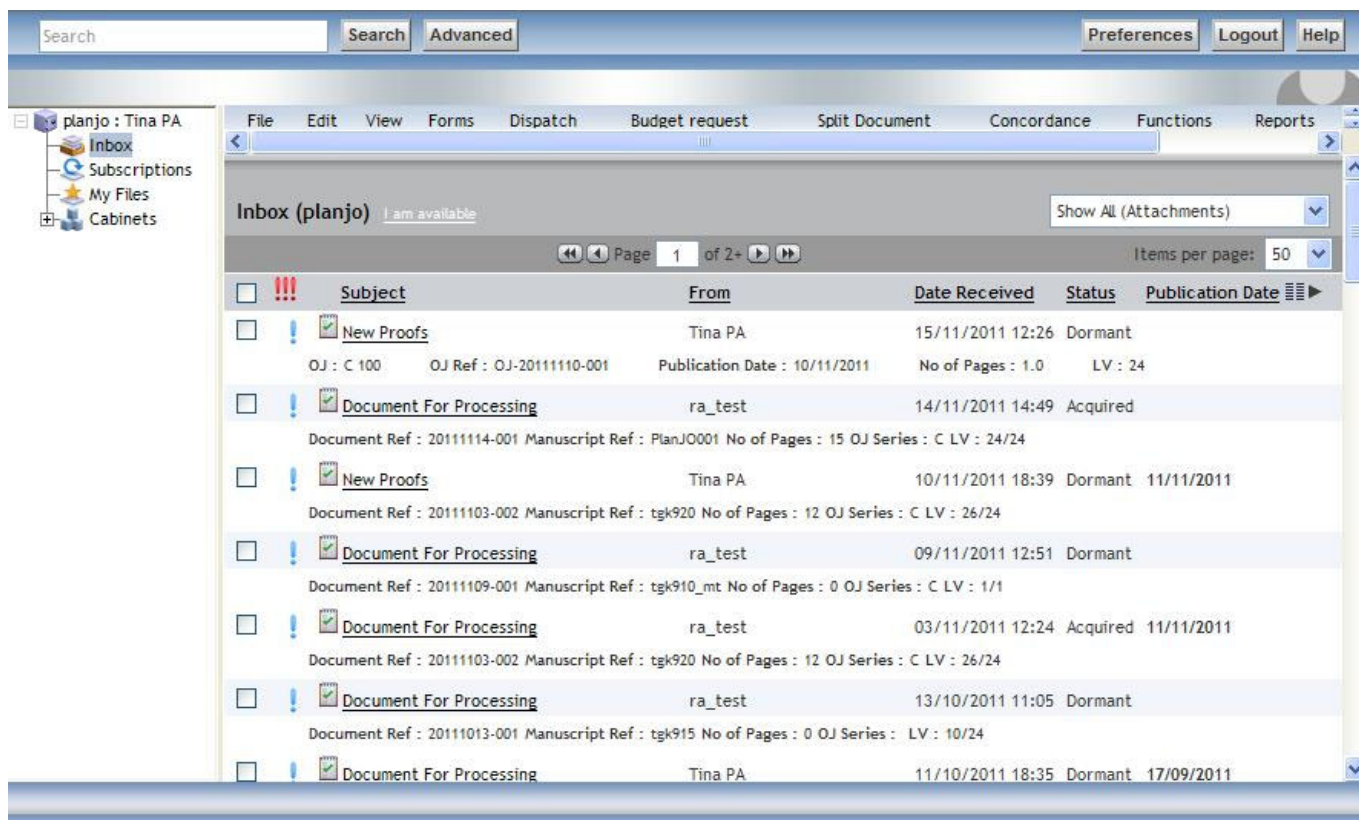 Search Search Advanced Preferences Logout Help
planjo : Tina PA
Inbox
Subscriptions
My Files
Cabinets
File Edit View Forms Dispatch Budget request Split Document Concordance Functions Reports
Inbox (planjo) I am available Show All (Attachments)
Page 1 of 2+ Items per page: 50
!!! Subject From Date Received Status Publication Date
New Proofs Tina PA 15/11/2011 12:26 Dormant
OJ : C 100 OJ Ref : OJ-20111110-001 Publication Date : 10/11/2011 No of Pages : 1.0 LV : 24
Document For Processing ra_test 14/11/2011 14:49 Acquired
Document Ref : 20111114-001 Manuscript Ref : PlanJO001 No of Pages : 15 OJ Series : C LV : 24/24
New Proofs Tina PA 10/11/2011 18:39 Dormant 11/11/2011
Document Ref : 20111103-002 Manuscript Ref : tgk920 No of Pages : 12 OJ Series : C LV : 26/24
Document For Processing ra_test 09/11/2011 12:51 Dormant
Document Ref : 20111109-001 Manuscript Ref : tgk910_mt No of Pages : 0 OJ Series : C LV : 1/1
Document For Processing ra_test 03/11/2011 12:24 Acquired 11/11/2011
Document Ref : 20111103-002 Manuscript Ref : tgk920 No of Pages : 12 OJ Series : C LV : 26/24
Document For Processing ra_test 13/10/2011 11:05 Dormant
Document Ref : 20111013-001 Manuscript Ref : tgk915 No of Pages : 0 OJ Series : LV : 10/24
Document For Processing Tina PA 11/10/2011 18:35 Dormant 17/09/2011